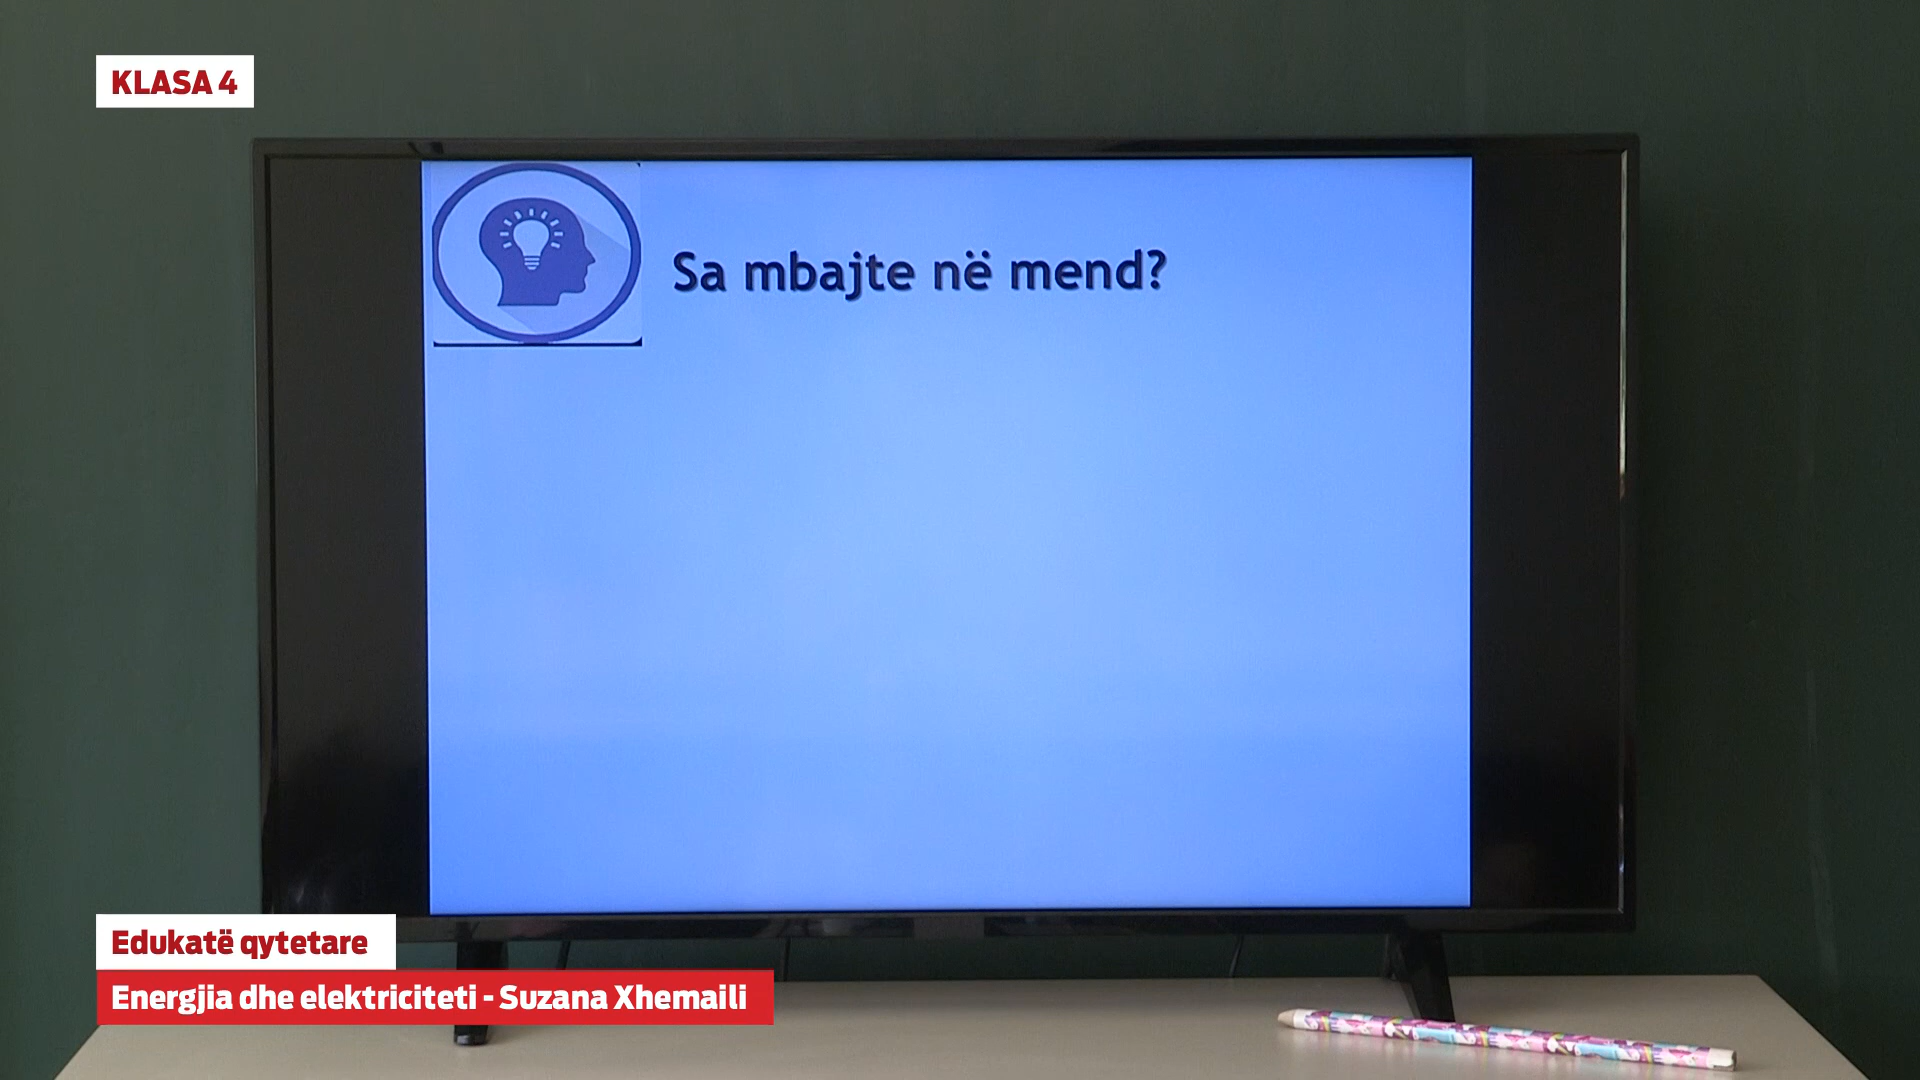 KLASA 4
Sa mbajte në mend?
Edukatë qytetare
Energjia dhe elektriciteti - Suzana Xhemaili